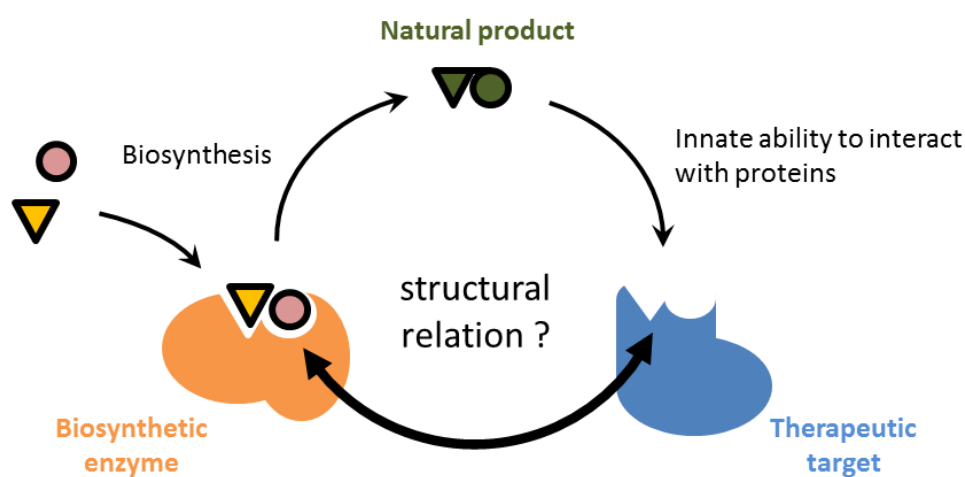 Natural product
Biosynthesis
Innate ability to interact
with proteins
structural
relation ?
Biosynthetic
enzyme
Therapeutic
target